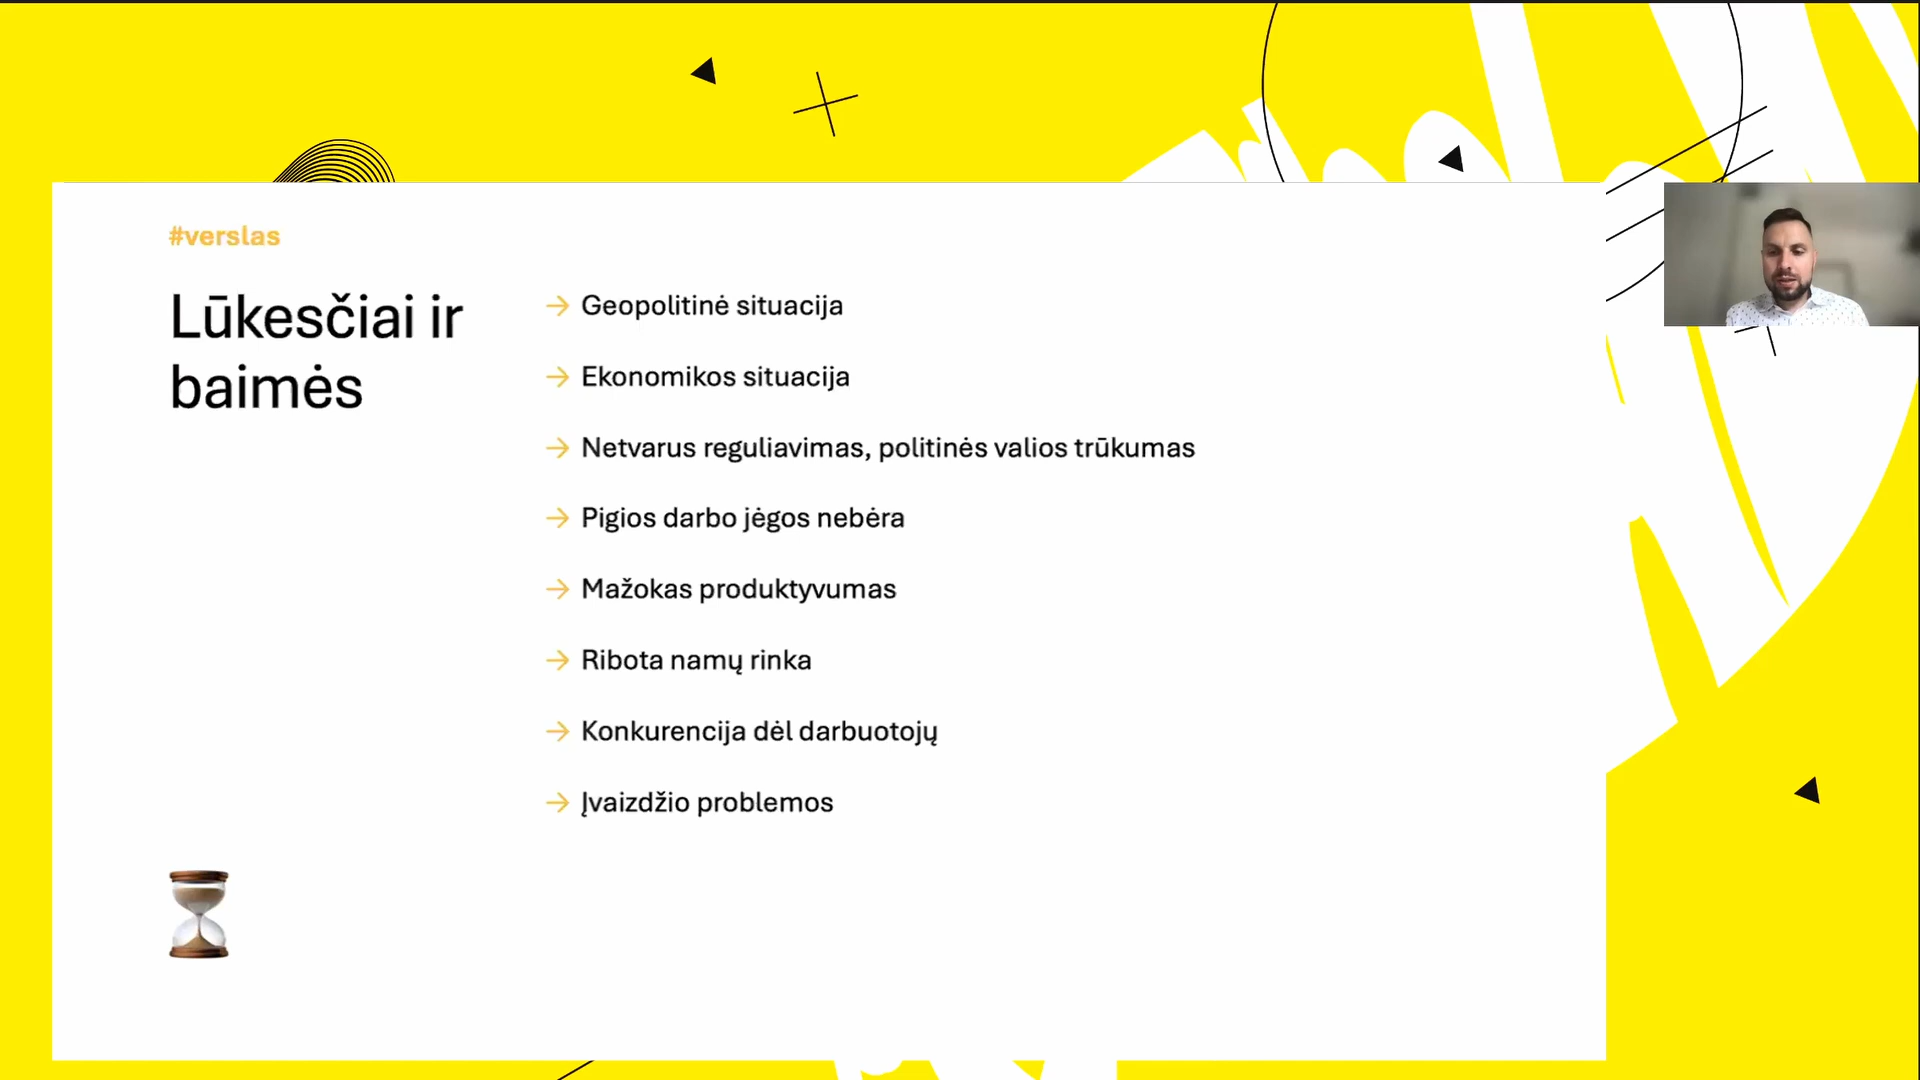 #verslas
Lūkesčiai ir
baimės
→ Geopolitinė situacija
→ Ekonomikos situacija
→ Netvarus reguliavimas, politinės valios trūkumas
→ Pigios darbo jėgos nebėra
→ Mažokas produktyvumas
→ Ribota namų rinka
→ Konkurencija dėl darbuotojų
→ Įvaizdžio problemos